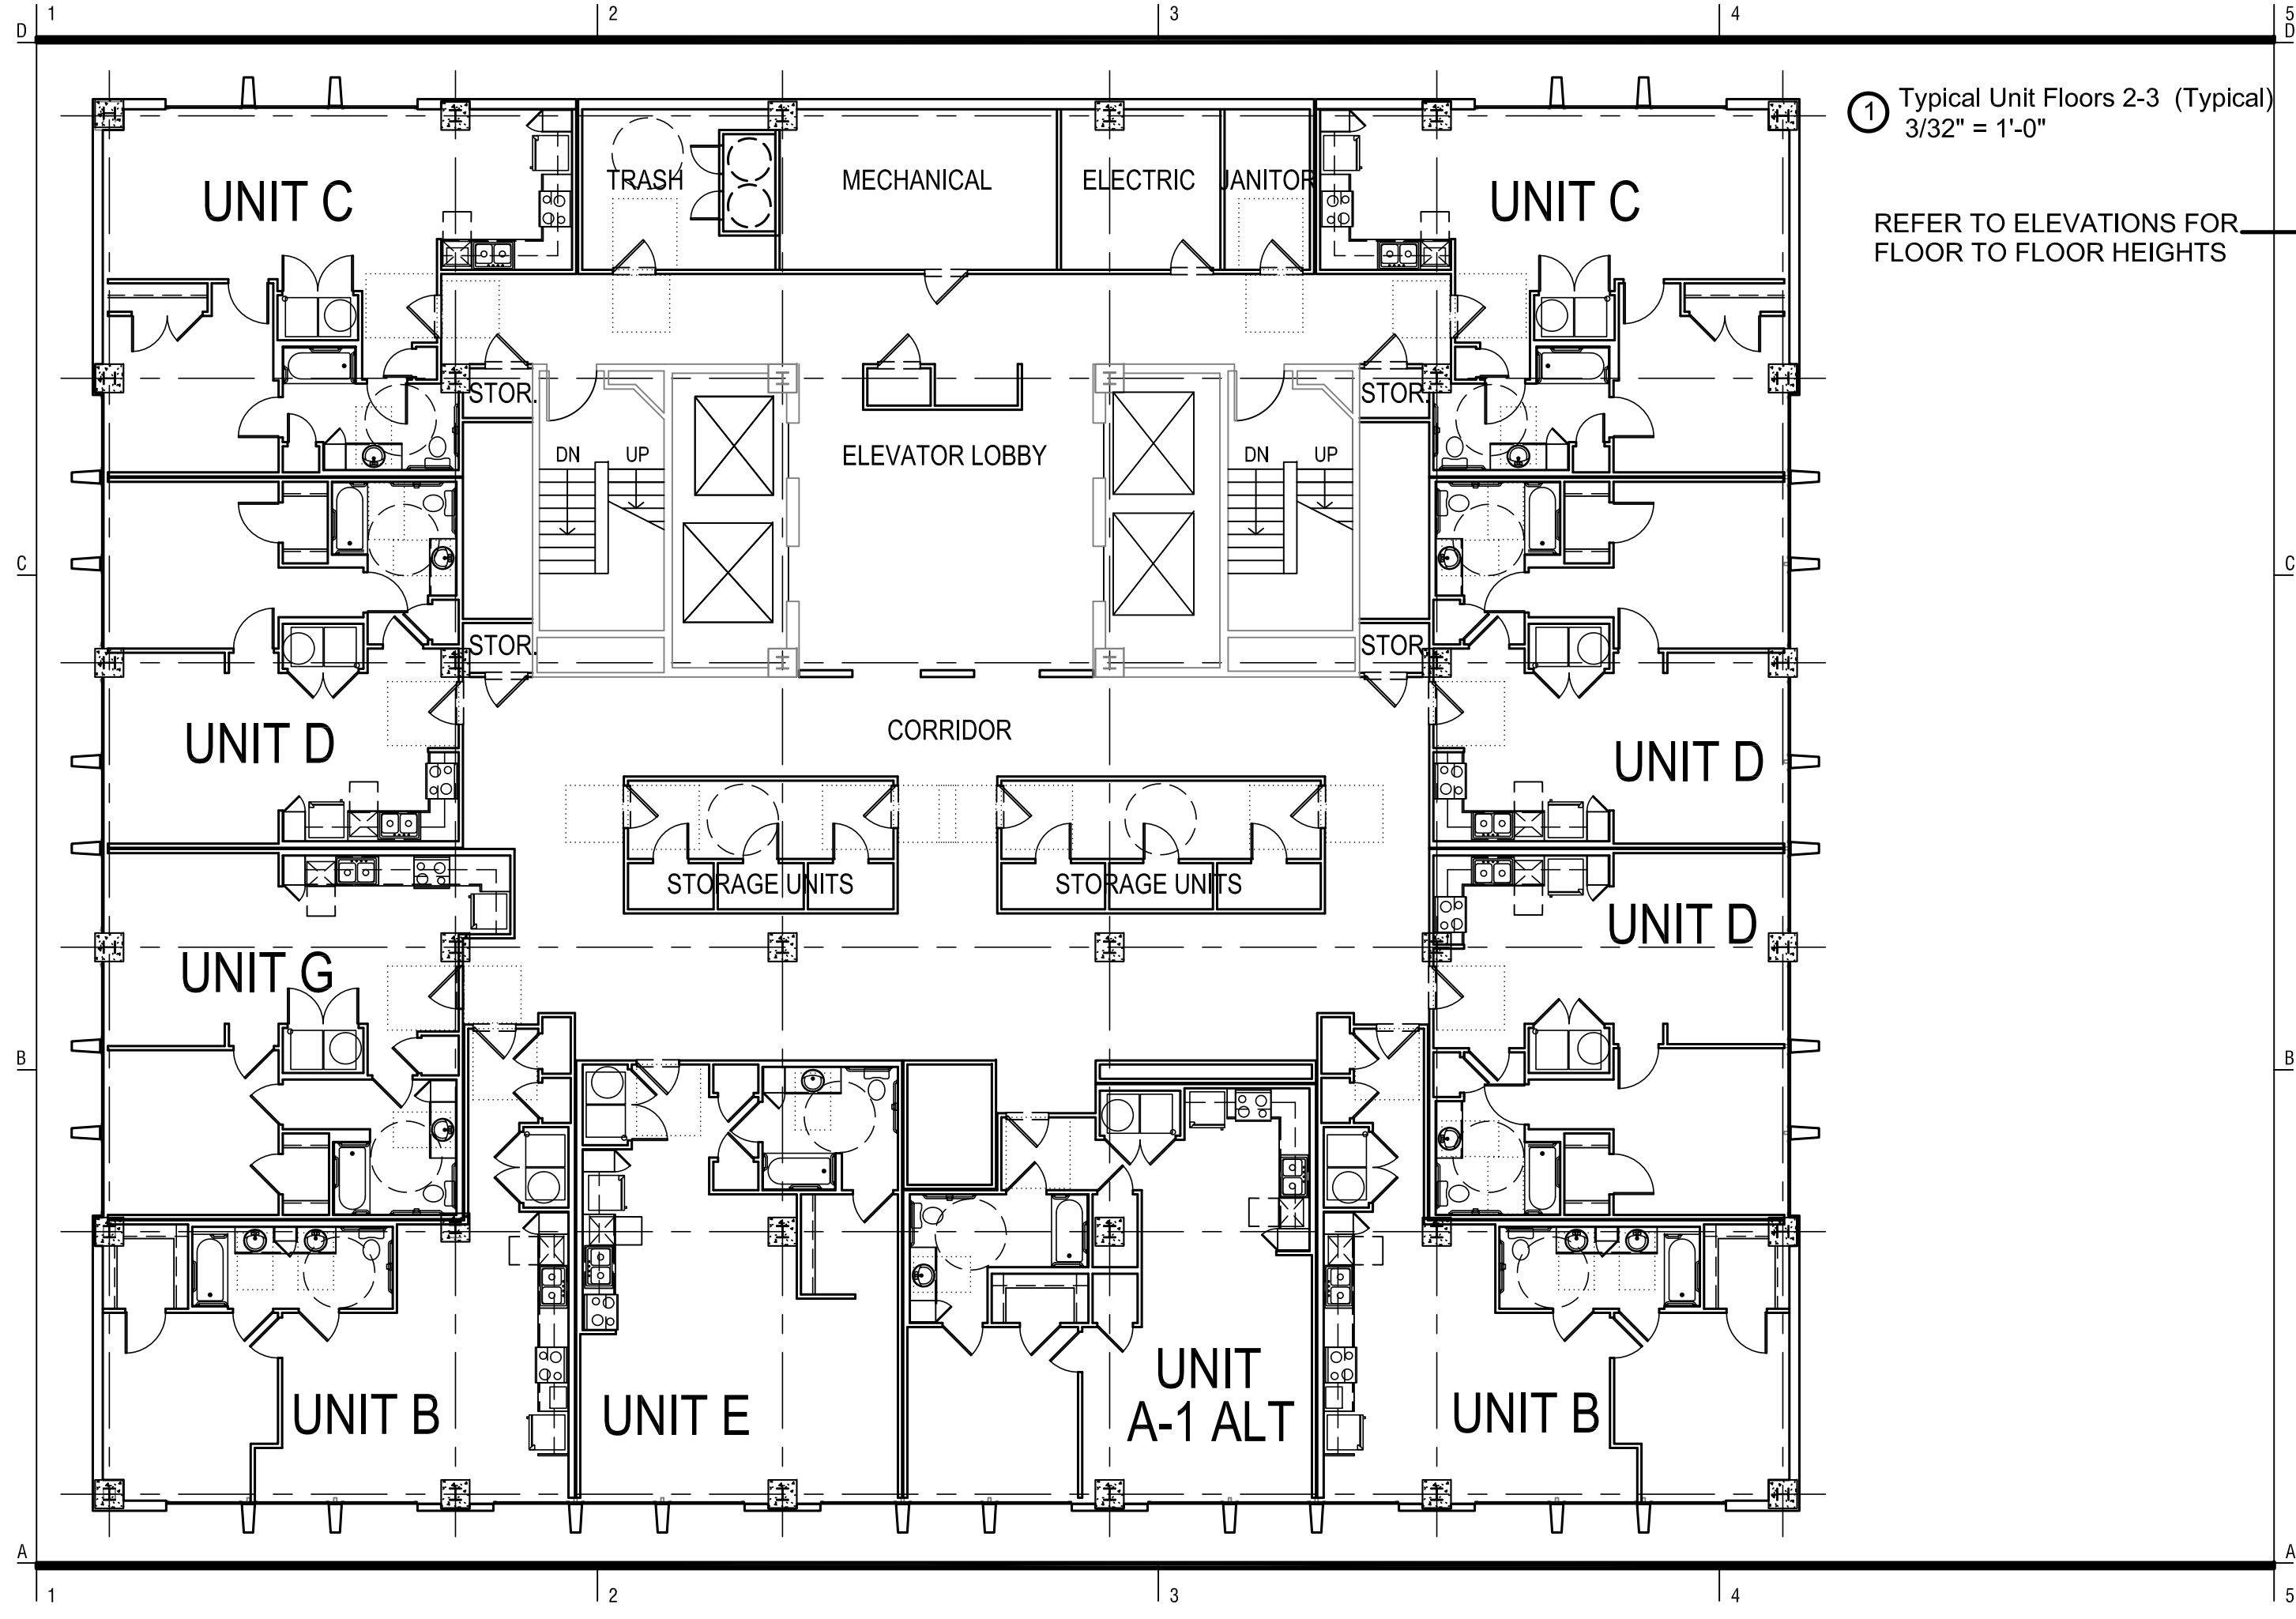 1 2 3 4 5
D D
1 Typical Unit Floors 2-3 (Typical)
3/32" = 1'-0"
UNIT C
TRASH
MECHANICAL
ELECTRIC
JANITOR
UNIT C
REFER TO ELEVATIONS FOR
FLOOR TO FLOOR HEIGHTS
STOR.
STOR.
DN UP
ELEVATOR LOBBY
DN UP
C C
STOR.
STOR.
UNIT D
CORRIDOR
UNIT D
STORAGE UNITS
STORAGE UNITS
UNIT D
UNIT G
B B
UNIT B
UNIT E
UNIT
A-1 ALT
UNIT B
A A
1 2 3 4 5